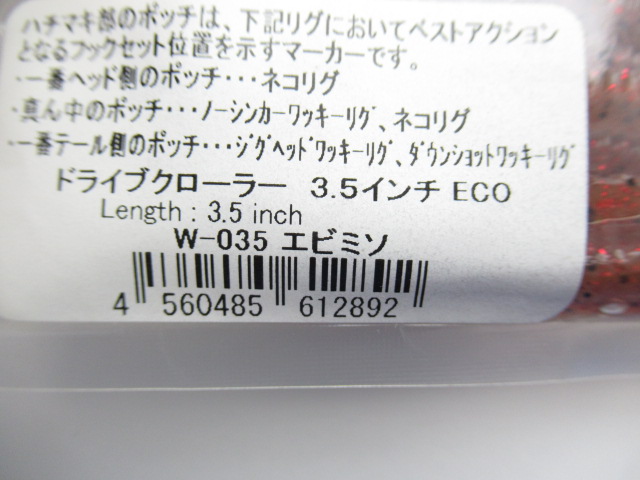 ハチマキ部のポッチは、下記リグにおいてベストアクション
となるフックセット位置を示すマーカーです。
・一番ヘッド側のポッチ・・・ネコリグ
・真ん中のポッチ・・・ノーシンカーワッキーリグ、ネコリグ
・一番テール側のポッチ・・・ジグヘッドワッキーリグ、ダウンショットワッキーリグ
ドライブクローラー 3.5インチ ECO
Length : 3.5 inch
W-035 エビミソ
4 560485 612892